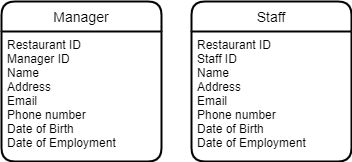 Manager
Restaurant ID
Manager ID
Name
Address
Email
Phone number
Date of Birth
Date of Employment
Staff
Restaurant ID
Staff ID
Name
Address
Email
Phone number
Date of Birth
Date of Employment